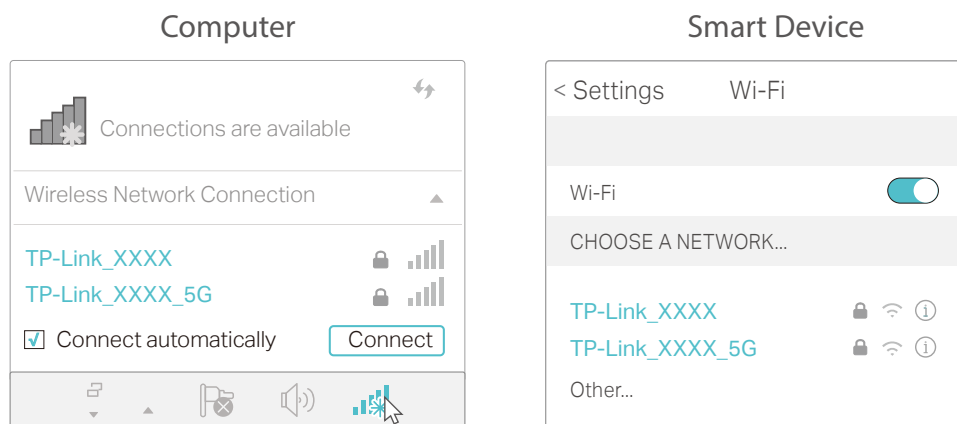 Computer
Connections are available
Wireless Network Connection
TP-Link_XXXX
TP-Link_XXXX_5G
Connect automatically
Connect
Smart Device
< Settings Wi-Fi
Wi-Fi
CHOOSE A NETWORK...
TP-Link_XXXX
TP-Link_XXXX_5G
Other...